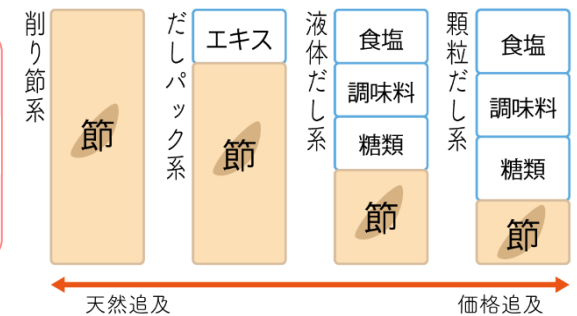 削り節系
節
だしパック系
エキス
節
液体だし系
食塩
調味料
糖類
節
顆粒だし系
食塩
調味料
糖類
節
天然追及
価格追及